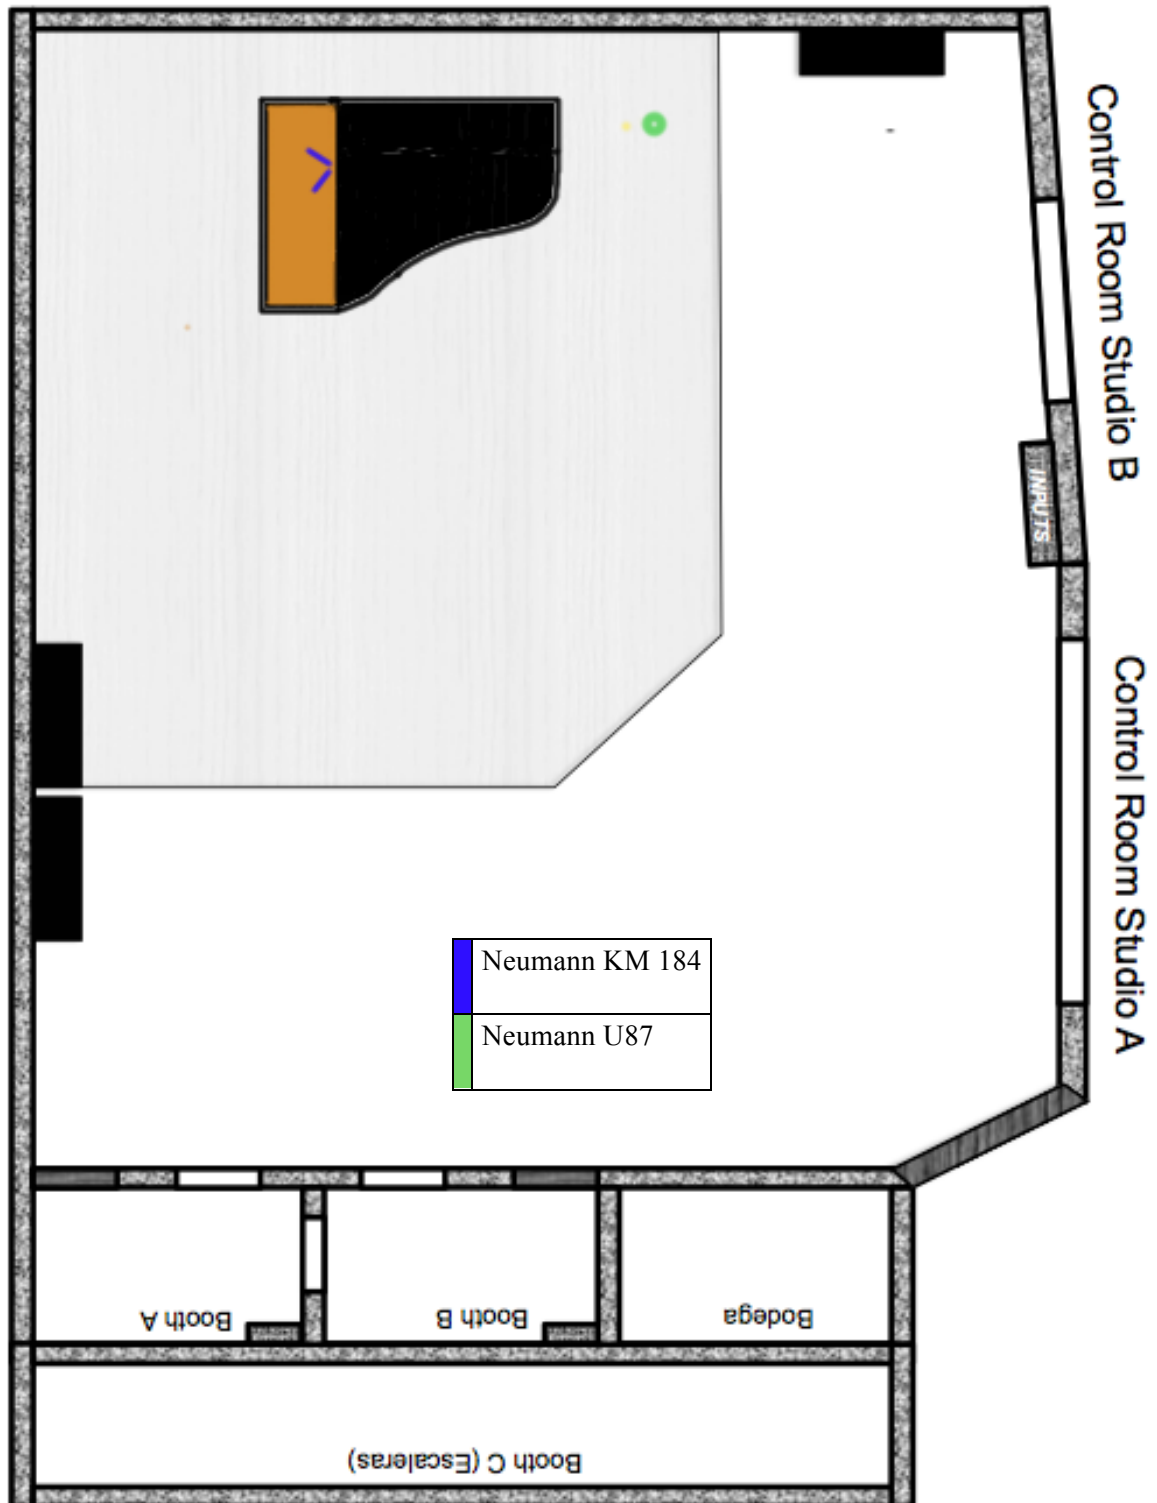 Control Room Studio B
INPUTS
Control Room Studio A
Neumann KM 184
Neumann U87
Booth A
Booth B
Bodega
Booth C (Escaleras)